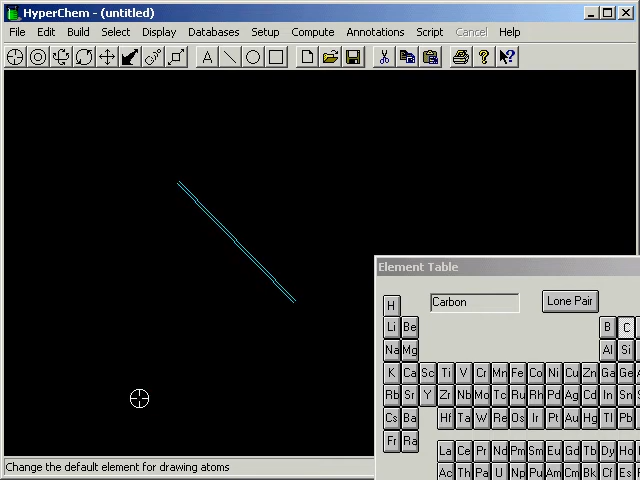 HyperChem - (untitled)
File Edit Build Select Display Databases Setup Compute Annotations Script Cancel Help
A
Element Table
Carbon Lone Pair
H
Li Be B C
Na Mg Al Si
K Ca Sc Ti V Cr Mn Fe Co Ni Cu Zn Ga Ge
Rb Sr Y Zr Nb Mo Tc Ru Rh Pd Ag Cd In Sn
Cs Ba Hf Ta W Re Os Ir Pt Au Hg Tl Pb
Fr Ra
La Ce Pr Nd Pm Sm Eu Gd Tb Dy Ho
Ac Th Pa U Np Pu Am Cm Bk Cf Es
Change the default element for drawing atoms